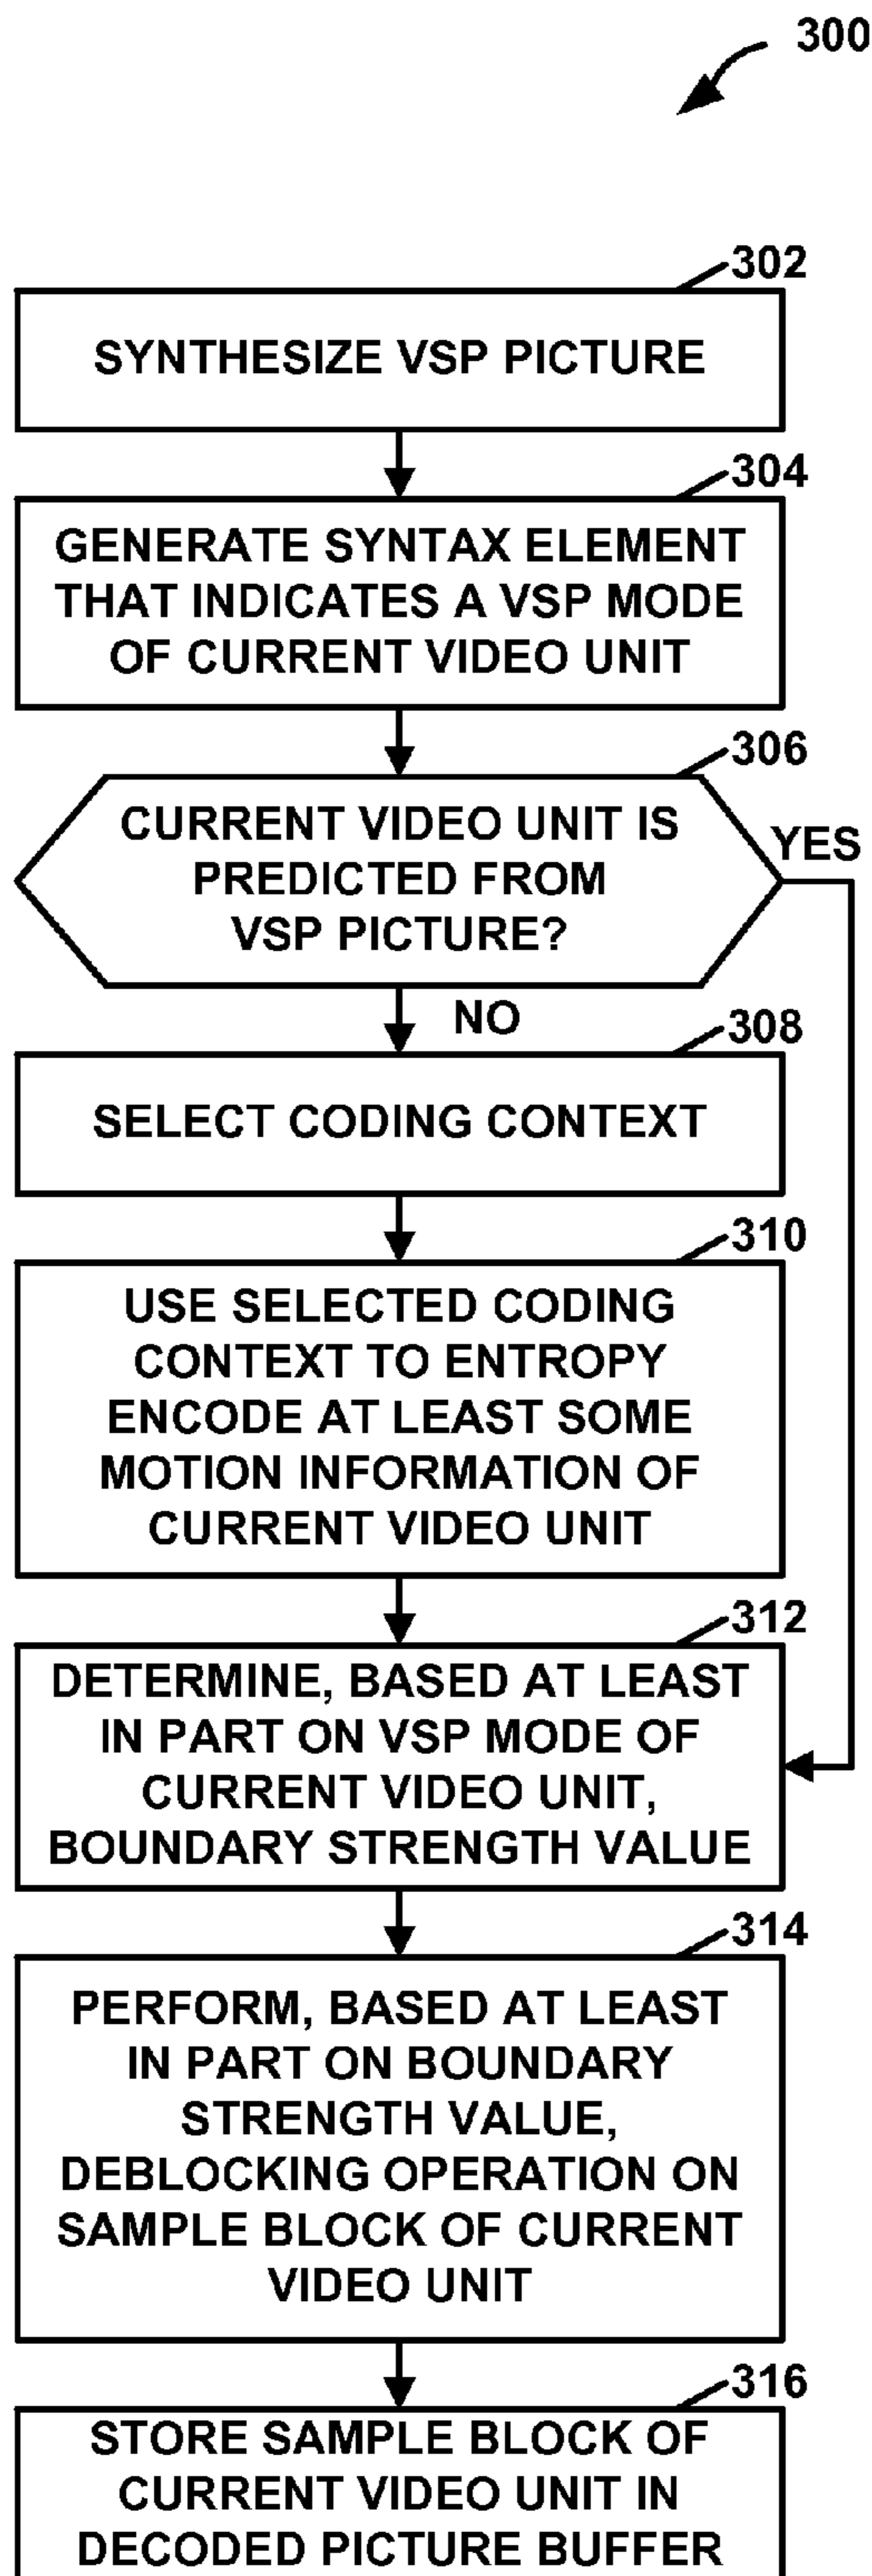 300
302
SYNTHESIZE VSP PICTURE
304
GENERATE SYNTAX ELEMENT
THAT INDICATES A VSP MODE
OF CURRENT VIDEO UNIT
306
CURRENT VIDEO UNIT IS
PREDICTED FROM
VSP PICTURE?
YES
NO
308
SELECT CODING CONTEXT
310
USE SELECTED CODING
CONTEXT TO ENTROPY
ENCODE AT LEAST SOME
MOTION INFORMATION OF
CURRENT VIDEO UNIT
312
DETERMINE, BASED AT LEAST
IN PART ON VSP MODE OF
CURRENT VIDEO UNIT,
BOUNDARY STRENGTH VALUE
314
PERFORM, BASED AT LEAST
IN PART ON BOUNDARY
STRENGTH VALUE,
DEBLOCKING OPERATION ON
SAMPLE BLOCK OF CURRENT
VIDEO UNIT
316
STORE SAMPLE BLOCK OF
CURRENT VIDEO UNIT IN
DECODED PICTURE BUFFER